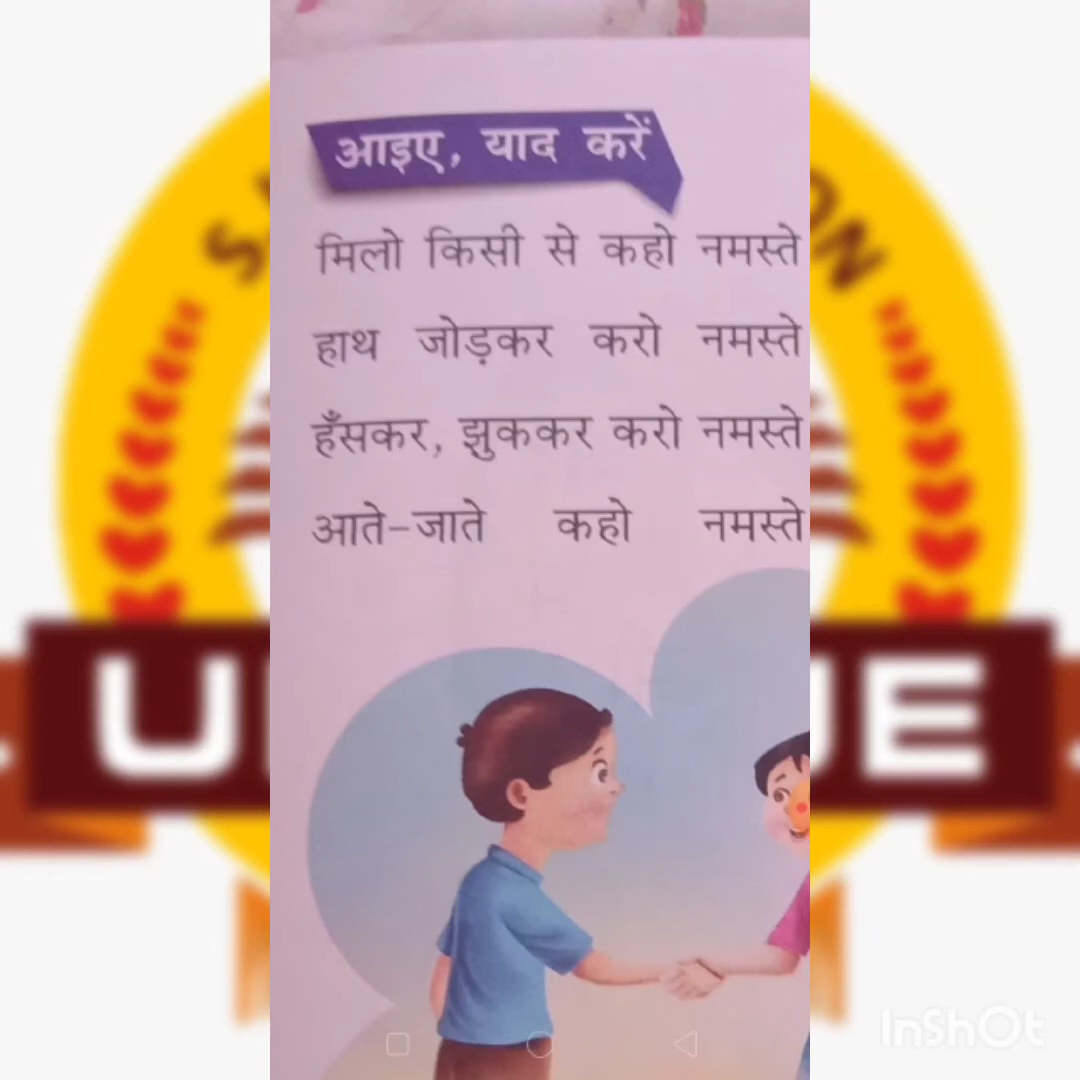 आइए, याद करें
मिलो किसी से कहो नमस्ते
हाथ जोड़कर करो नमस्ते
हँसकर, झुककर करो नमस्ते
आते-जाते कहो नमस्ते
InShOt